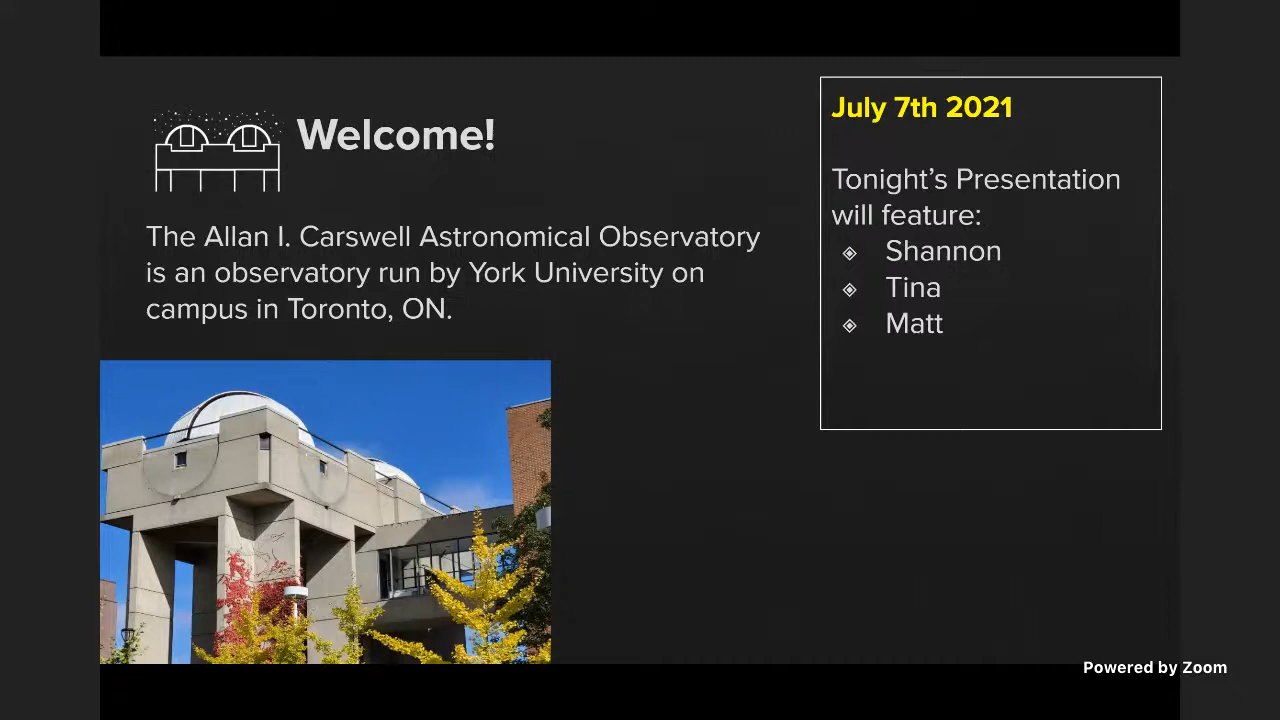 Welcome!
The Allan I. Carswell Astronomical Observatory
is an observatory run by York University on
campus in Toronto, ON.
July 7th 2021
Tonight’s Presentation
will feature:
Shannon
Tina
Matt
Powered by Zoom